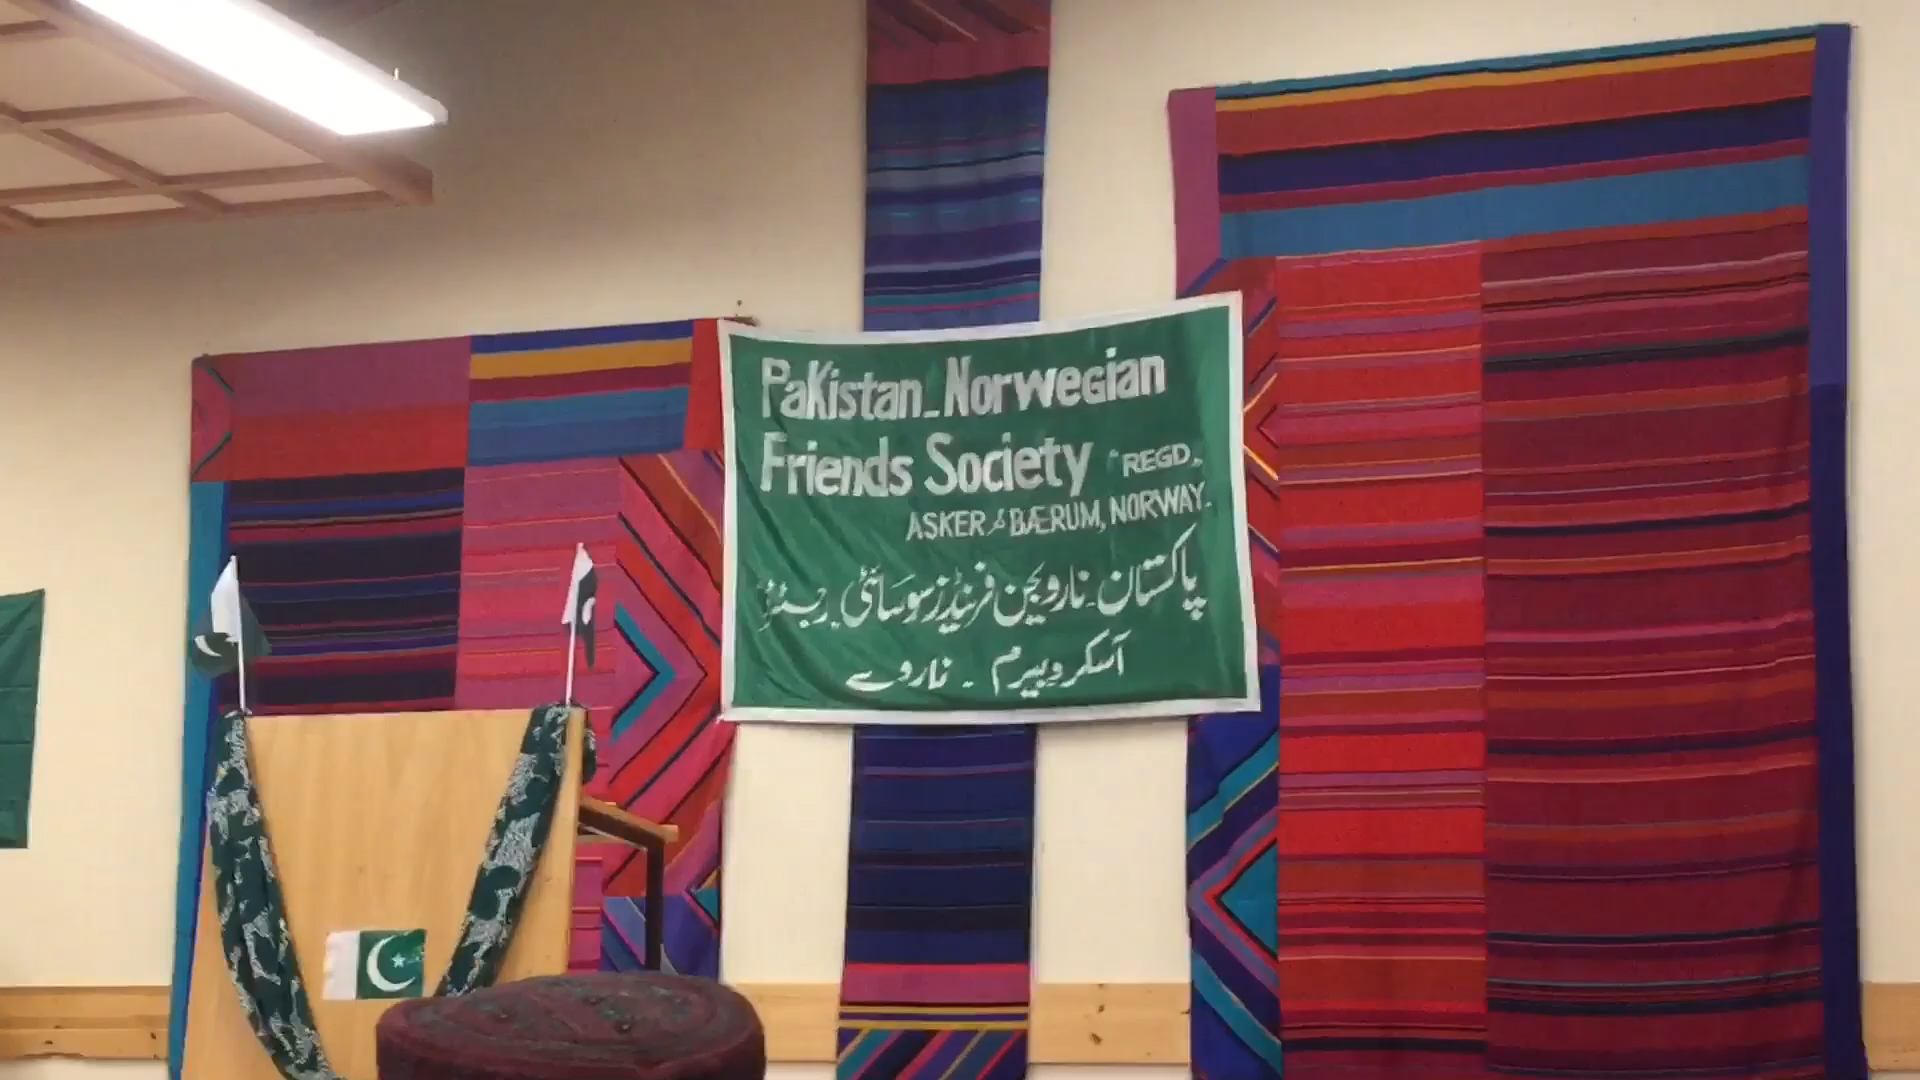 Pakistan_Norwegian
Friends Society "REGD"
ASKER & BÆRUM, NORWAY.
پاکستان۔ نارویجن فرینڈز سوسائٹی رجسٹرڈ
آسکر و بیرم ۔ ناروے